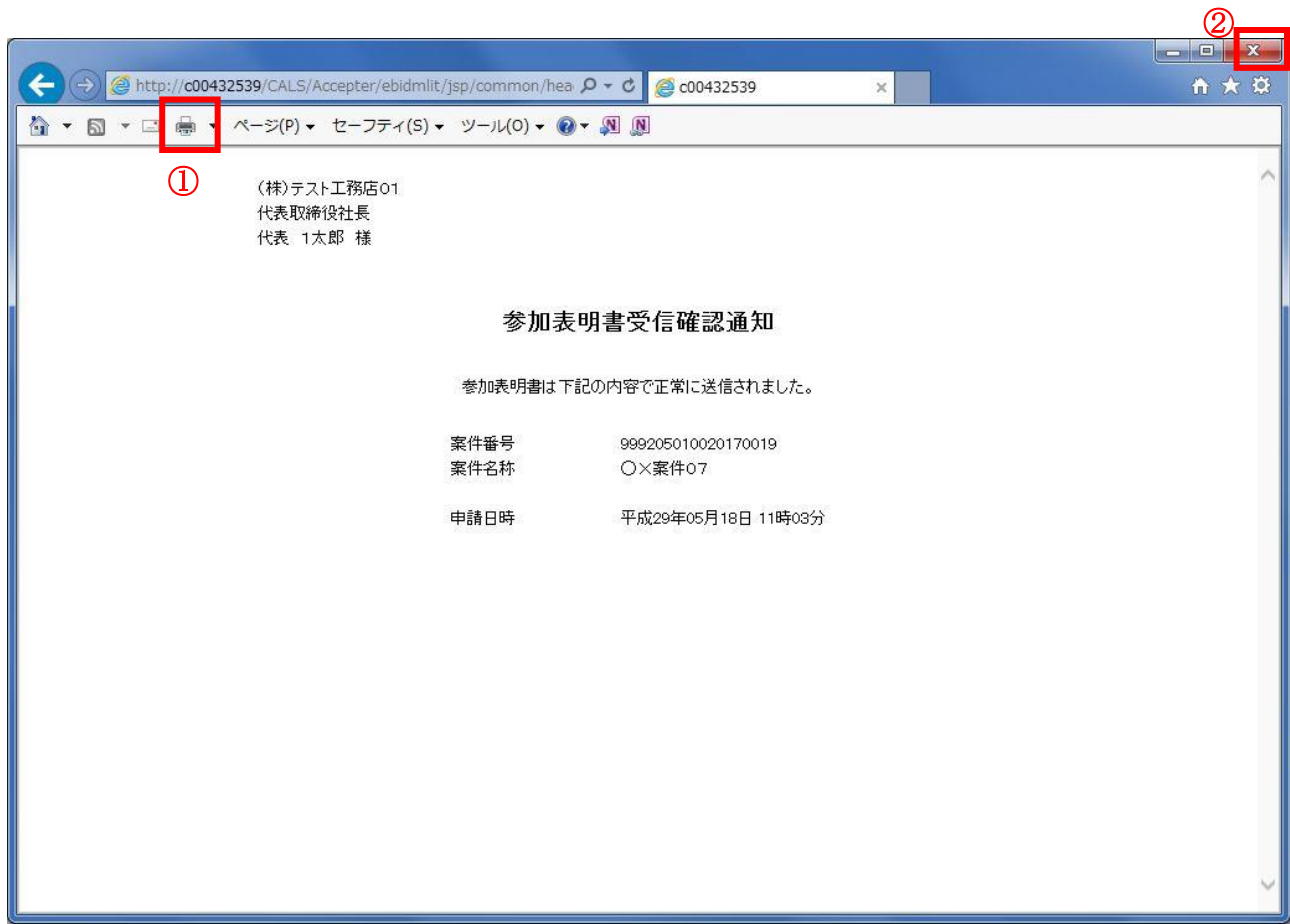 ②
http://c00432539/CALS/Accepter/ebidmlit/jsp/common/hea
c00432539
ページ(P) セーフティ(S) ツール(O)
①
(株)テスト工務店01
代表取締役社長
代表 1太郎 様
参加表明書受信確認通知
参加表明書は下記の内容で正常に送信されました。
案件番号 999205010020170019
案件名称 〇×案件07
申請日時 平成29年05月18日 11時03分